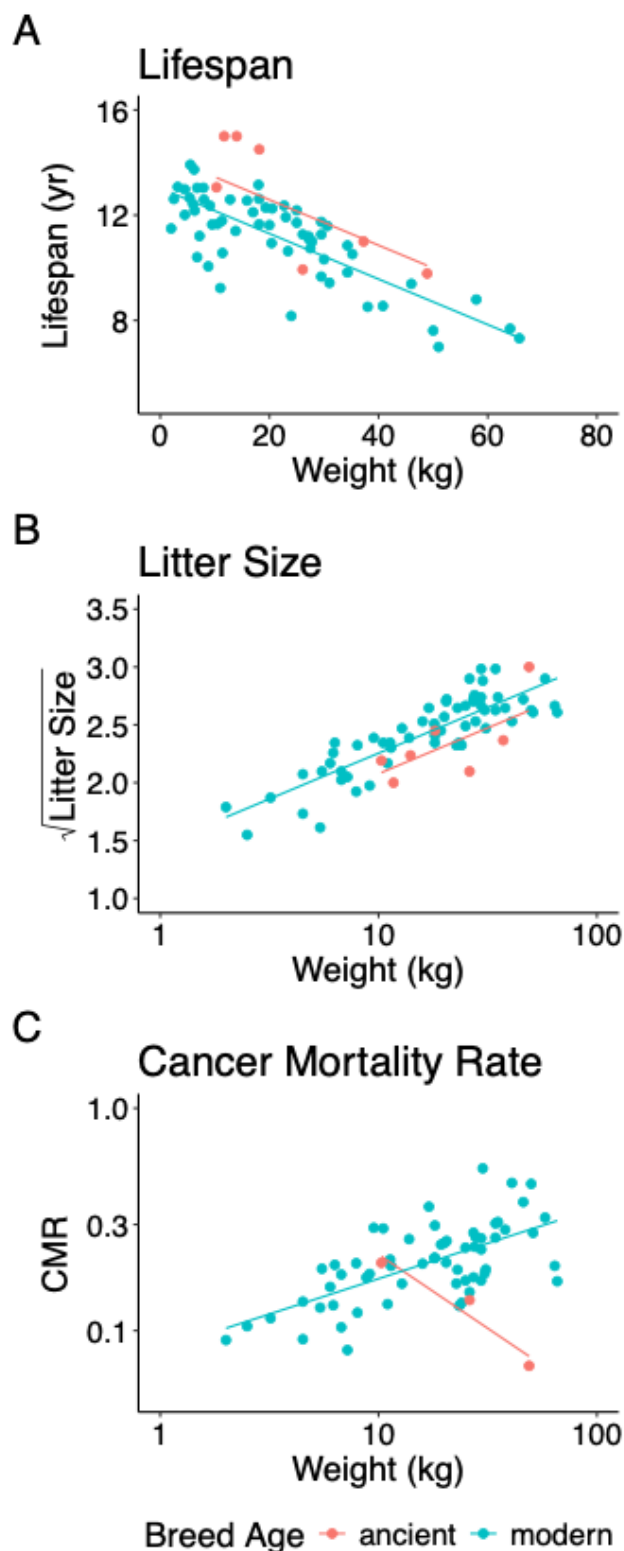 A
Lifespan
16
12
8
Lifespan (yr)
0 20 40 60 80
Weight (kg)
B
Litter Size
3.5
3.0
2.5
2.0
1.5
1.0
√Litter Size
1 10 100
Weight (kg)
C
Cancer Mortality Rate
1.0
0.3
0.1
CMR
1 10 100
Weight (kg)
Breed Age ancient modern